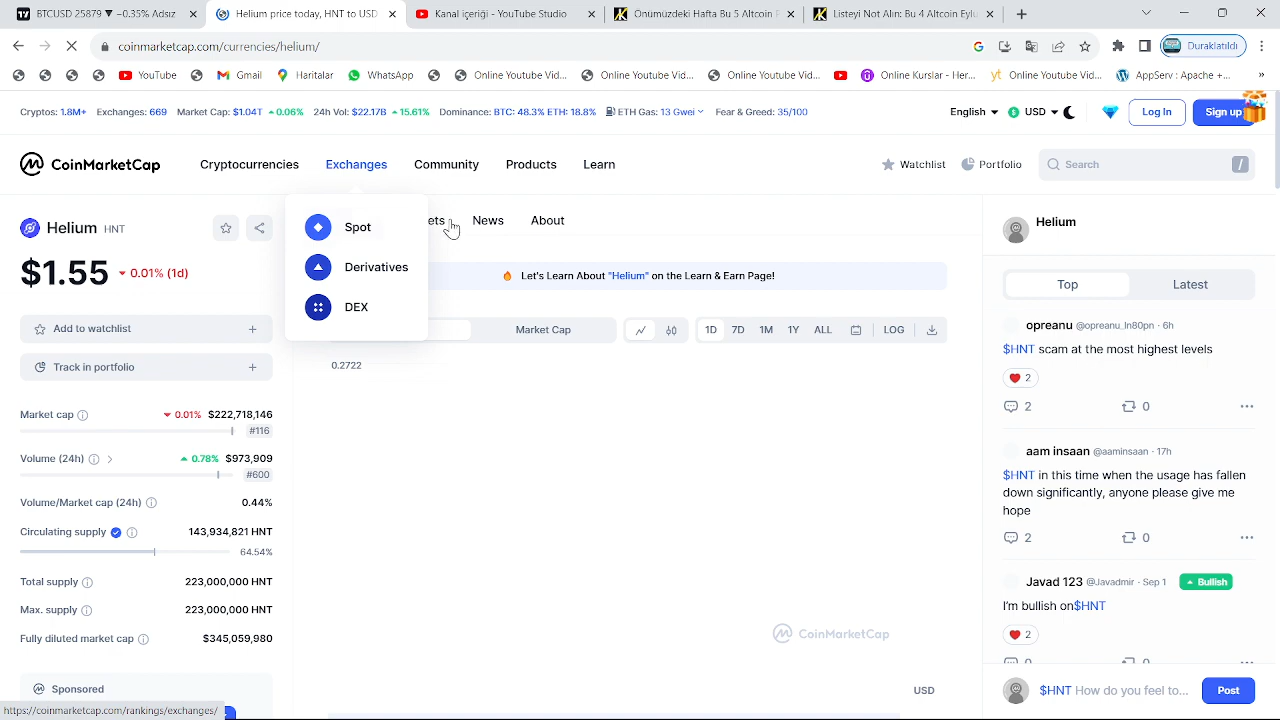 BTCUSD 25879 ▼ −0.35% Adsız
Helium price today, HNT to USD
Kanal içeriği - YouTube Studio
Önümüzdeki Hafta Bu 5 Altcoin P
Listeyi Not Alın: Bu 4 Altcoin Eylü
coinmarketcap.com/currencies/helium/
Duraklatıldı
YouTube
Gmail
Haritalar
WhatsApp
Online Youtube Vid...
Online Youtube Vid...
Online Youtube Vid...
Online Kurslar - Her...
Online Youtube Vid...
AppServ : Apache +...
»
Cryptos: 1.8M+ Exchanges: 669 Market Cap: $1.04T 0.06% 24h Vol: $22.17B 15.61% Dominance: BTC: 48.5% ETH: 18.8% ETH Gas: 13 Gwei Fear & Greed: 35/100
English USD Log In Sign up
CoinMarketCap
Cryptocurrencies Exchanges Community Products Learn
Watchlist Portfolio Search /
Spot
Derivatives
DEX
Helium HNT
$1.55 0.01% (1d)
Add to watchlist +
Track in portfolio +
Market cap 0.01% $222,718,146
#116
Volume (24h) 0.78% $973,909
#600
Volume/Market cap (24h) 0.44%
Circulating supply 143,934,821 HNT
64.54%
Total supply 223,000,000 HNT
Max. supply 223,000,000 HNT
Fully diluted market cap $345,059,980
Sponsored
ets News About
Let's Learn About "Helium" on the Learn & Earn Page!
Market Cap
1D 7D 1M 1Y ALL LOG
0.2722
CoinMarketCap
USD
Helium
Top Latest
opreanu @opreanu_ln80pn · 6h
$HNT scam at the most highest levels
2
2 0
aam insaan @aaminsaan · 17h
$HNT in this time when the usage has fallen
down significantly, anyone please give me
hope
2 0
Javad 123 @Javadmir · Sep 1 Bullish
I'm bullish on$HNT
2
0 0
$HNT How do you feel to... Post
https://coinmarketcap.com/rankings/exchanges/